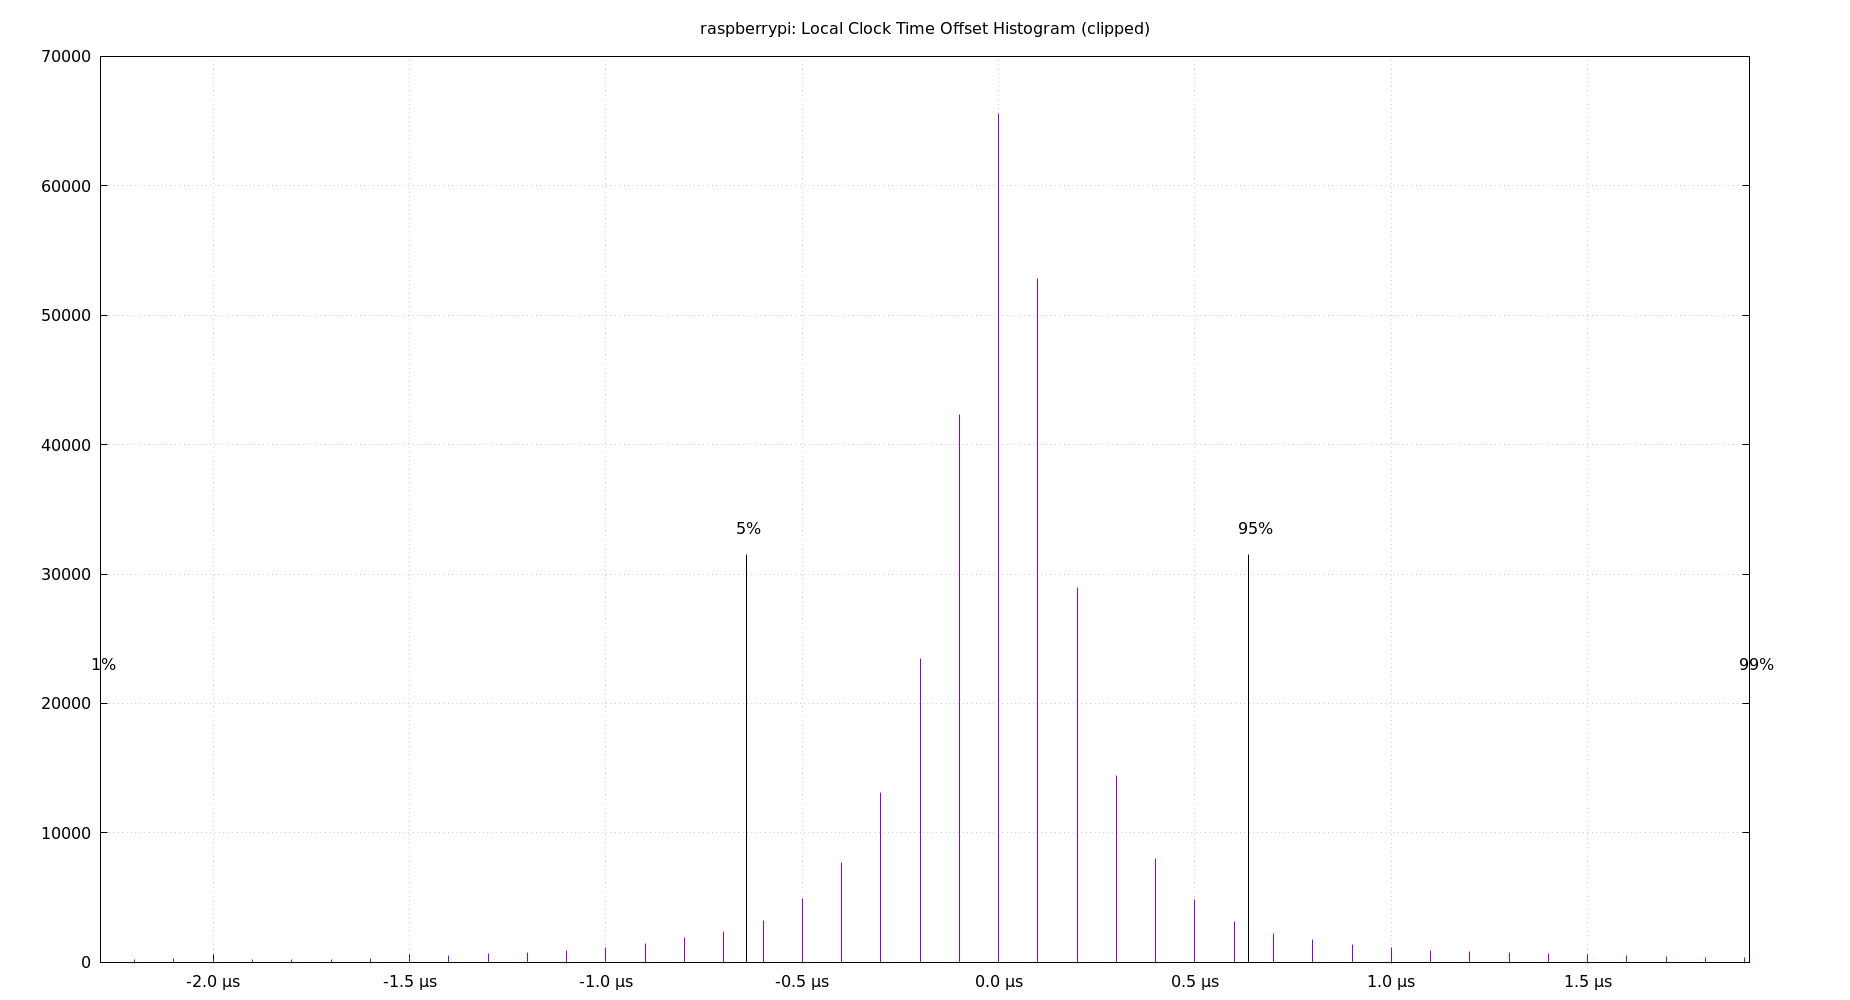 raspberrypi: Local Clock Time Offset Histogram (clipped)
70000
60000
50000
40000
30000
20000
10000
0
5%
95%
1%
99%
-2.0 µs
-1.5 µs
-1.0 µs
-0.5 µs
0.0 µs
0.5 µs
1.0 µs
1.5 µs